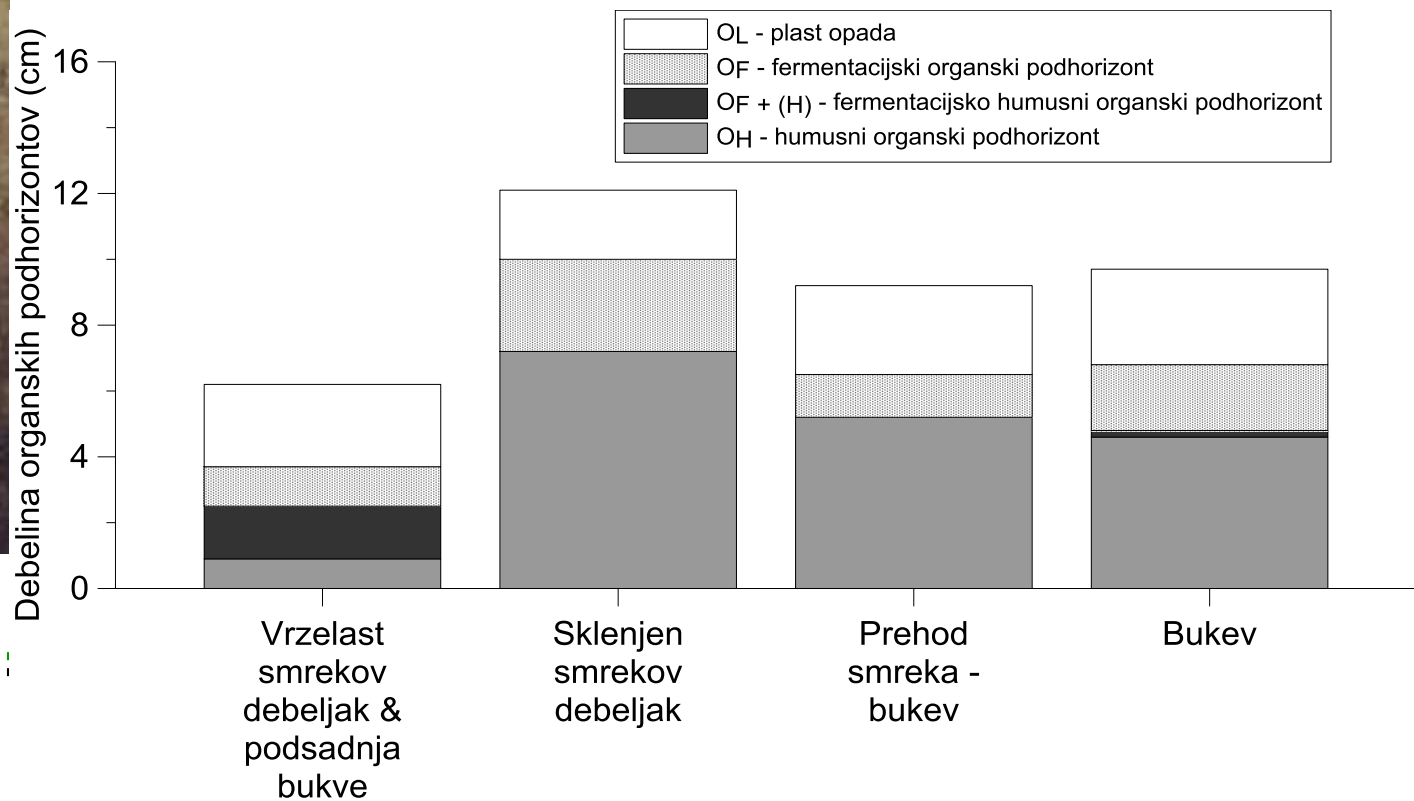 Debelina organskih podhorizontov (cm)
16
12
8
4
0
OL - plast opada
OF - fermentacijski organski podhorizont
OF + (H) - fermentacijsko humusni organski podhorizont
OH - humusni organski podhorizont
Vrzelast
smrekov
debeljak &
podsadnja
bukve
Sklenjen
smrekov
debeljak
Prehod
smreka -
bukev
Bukev